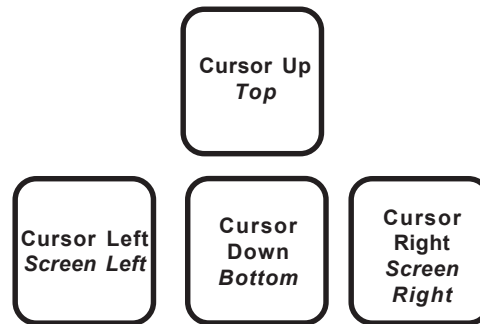 Cursor Up
Top
Cursor Left
Screen Left
Cursor
Down
Bottom
Cursor
Right
Screen
Right